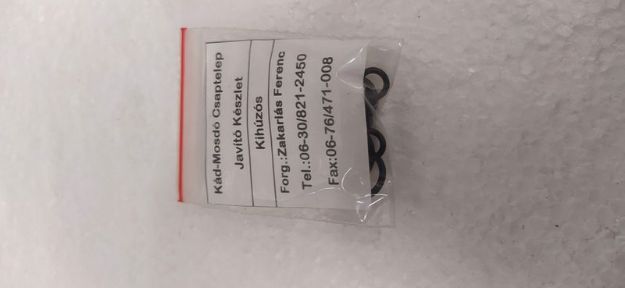 Kád-Mosdó Csaptelep
Javító Készlet
Kihúzós
Forg.:Zakariás Ferenc
Tel.:06-30/821-2450
Fax:06-76/471-008